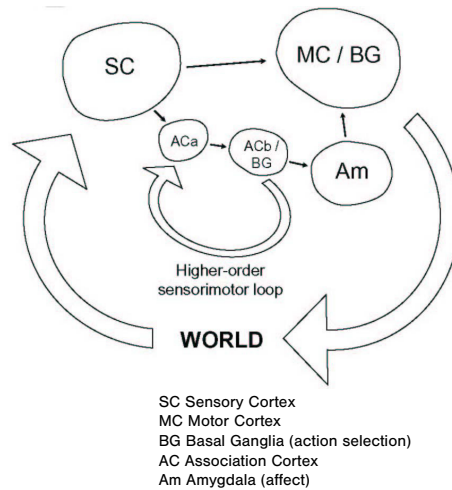 SC
MC / BG
ACa
ACb /
BG
Am
Higher-order
sensorimotor loop
WORLD
SC Sensory Cortex
MC Motor Cortex
BG Basal Ganglia (action selection)
AC Association Cortex
Am Amygdala (affect)